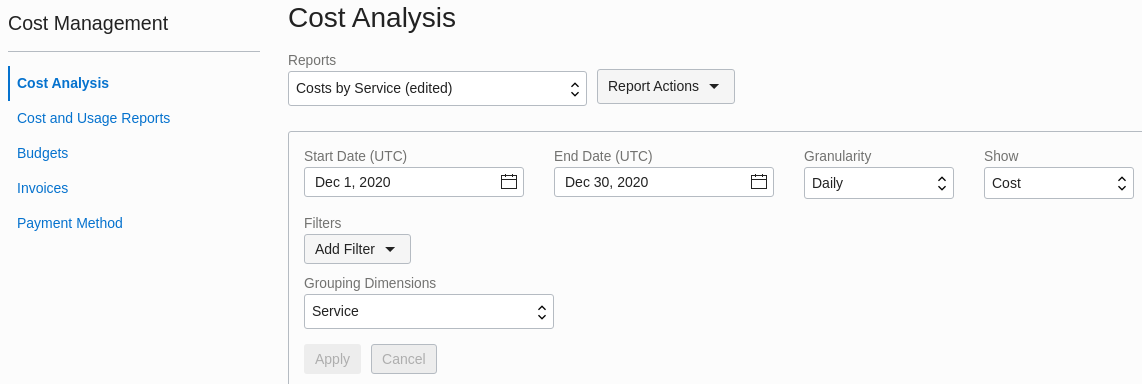 Cost Management
Cost Analysis
Cost and Usage Reports
Budgets
Invoices
Payment Method
Cost Analysis
Reports
Costs by Service (edited)
Report Actions
Start Date (UTC)
End Date (UTC)
Granularity
Show
Dec 1, 2020
Dec 30, 2020
Daily
Cost
Filters
Add Filter
Grouping Dimensions
Service
Apply
Cancel